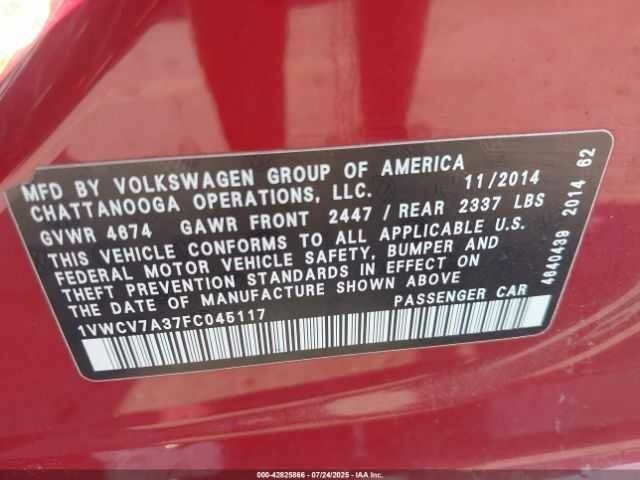 MFD BY VOLKSWAGEN GROUP OF AMERICA
CHATTANOOGA OPERATIONS, LLC. 11/2014
GVWR 4674 GAWR FRONT 2447 / REAR 2337 LBS
THIS VEHICLE CONFORMS TO ALL APPLICABLE U.S.
FEDERAL MOTOR VEHICLE SAFETY, BUMPER AND
THEFT PREVENTION STANDARDS IN EFFECT ON
THE DATE OF MANUFACTURE SHOWN ABOVE
1VWCV7A37FC045117 PASSENGER CAR
4840439 2014 62
000-42825866 - 07/24/2025 - IAA, Inc.